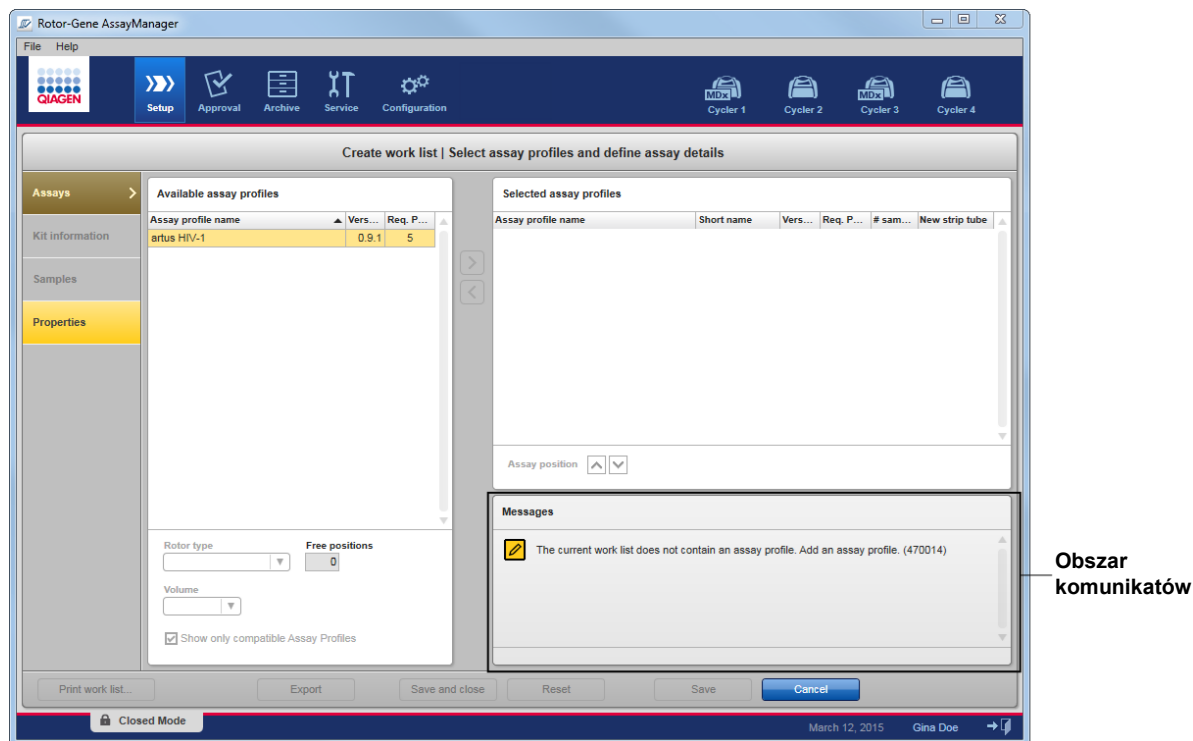 Rotor-Gene AssayManager
File Help
QIAGEN
Setup Approval Archive Service Configuration
MDx Cycler 1 Cycler 2 MDx Cycler 3 Cycler 4
Create work list | Select assay profiles and define assay details
Assays
Kit information
Samples
Properties
Available assay profiles
Assay profile name Vers... Req. P...
artus HIV-1 0.9.1 5
Rotor type Free positions
0
Volume
Show only compatible Assay Profiles
Selected assay profiles
Assay profile name Short name Vers... Req. P... # sam... New strip tube
Assay position
Messages
The current work list does not contain an assay profile. Add an assay profile. (470014)
Obszar
komunikatów
Print work list... Export Save and close Reset Save Cancel
Closed Mode March 12, 2015 Gina Doe